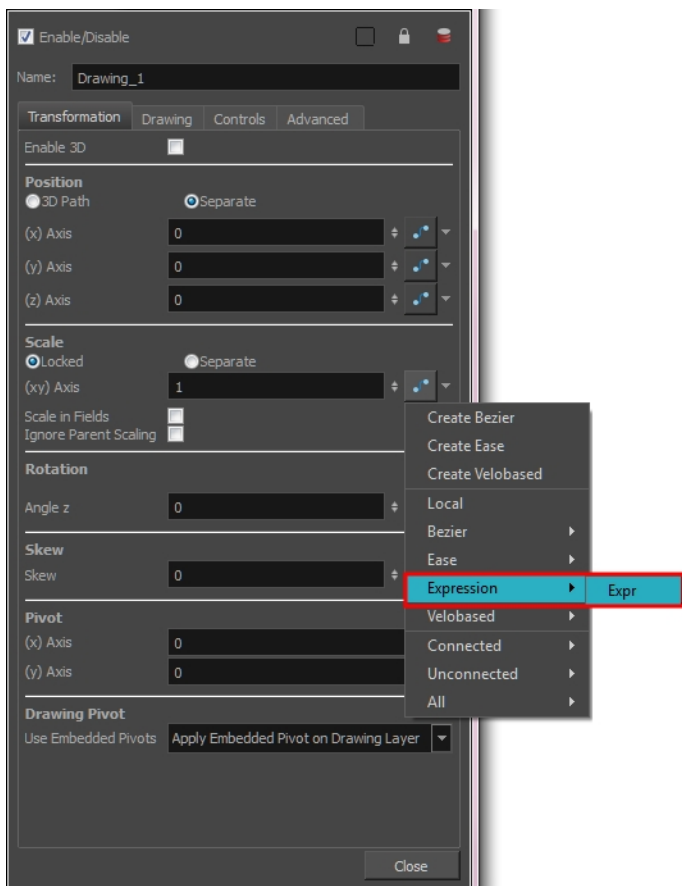 Enable/Disable
Name: Drawing_1
Transformation Drawing Controls Advanced
Enable 3D
Position
3D Path Separate
(x) Axis 0
(y) Axis 0
(z) Axis 0
Scale
Locked Separate
(xy) Axis 1
Scale in Fields
Ignore Parent Scaling
Rotation
Angle z 0
Skew
Skew 0
Pivot
(x) Axis 0
(y) Axis 0
Drawing Pivot
Use Embedded Pivots Apply Embedded Pivot on Drawing Layer
Close
Create Bezier
Create Ease
Create Velobased
Local
Bezier
Ease
Expression Expr
Velobased
Connected
Unconnected
All